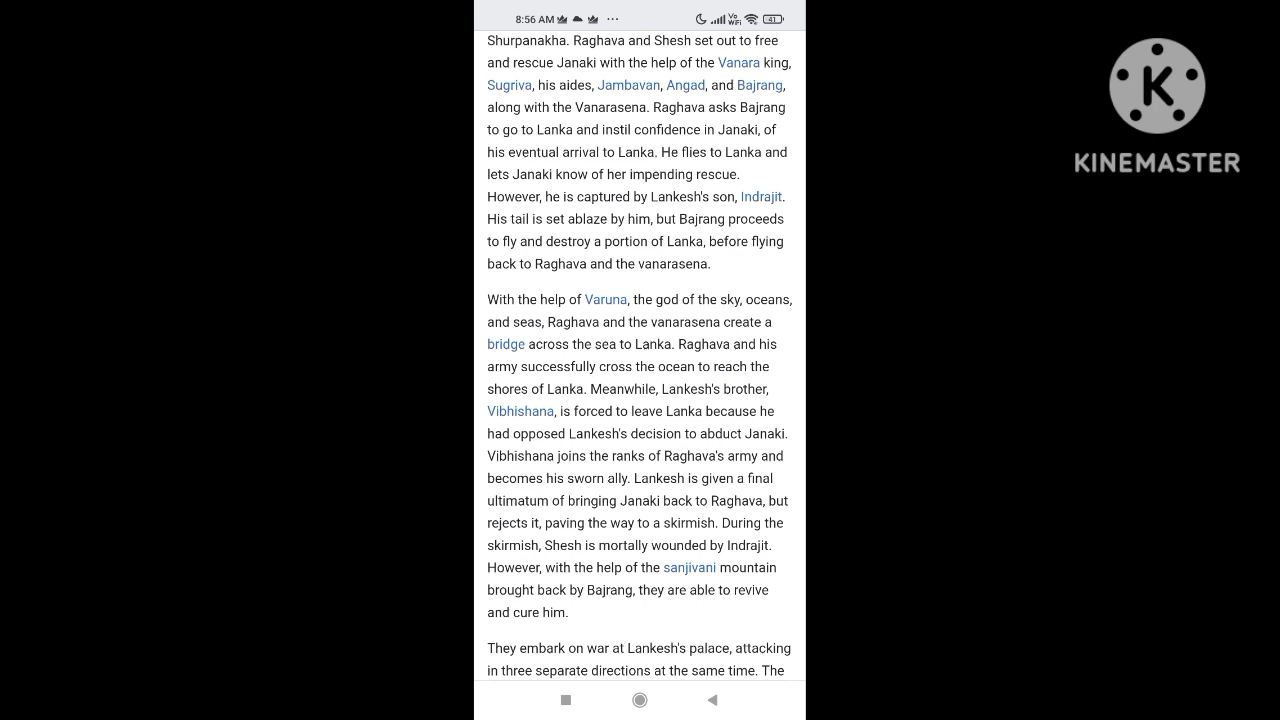 8:56 AM
Vo
WiFi
41
Shurpanakha. Raghava and Shesh set out to free
and rescue Janaki with the help of the Vanara king,
Sugriva, his aides, Jambavan, Angad, and Bajrang,
along with the Vanarasena. Raghava asks Bajrang
to go to Lanka and instil confidence in Janaki, of
his eventual arrival to Lanka. He flies to Lanka and
lets Janaki know of her impending rescue.
However, he is captured by Lankesh's son, Indrajit.
His tail is set ablaze by him, but Bajrang proceeds
to fly and destroy a portion of Lanka, before flying
back to Raghava and the vanarasena.
With the help of Varuna, the god of the sky, oceans,
and seas, Raghava and the vanarasena create a
bridge across the sea to Lanka. Raghava and his
army successfully cross the ocean to reach the
shores of Lanka. Meanwhile, Lankesh's brother,
Vibhishana, is forced to leave Lanka because he
had opposed Lankesh's decision to abduct Janaki.
Vibhishana joins the ranks of Raghava's army and
becomes his sworn ally. Lankesh is given a final
ultimatum of bringing Janaki back to Raghava, but
rejects it, paving the way to a skirmish. During the
skirmish, Shesh is mortally wounded by Indrajit.
However, with the help of the sanjivani mountain
brought back by Bajrang, they are able to revive
and cure him.
They embark on war at Lankesh's palace, attacking
in three separate directions at the same time. The
K
KINEMASTER